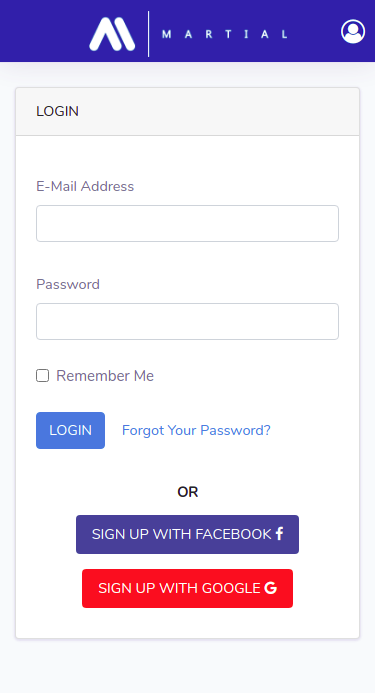 MARTIAL
LOGIN
E-Mail Address
Password
Remember Me
LOGIN Forgot Your Password?
OR
SIGN UP WITH FACEBOOK f
SIGN UP WITH GOOGLE G